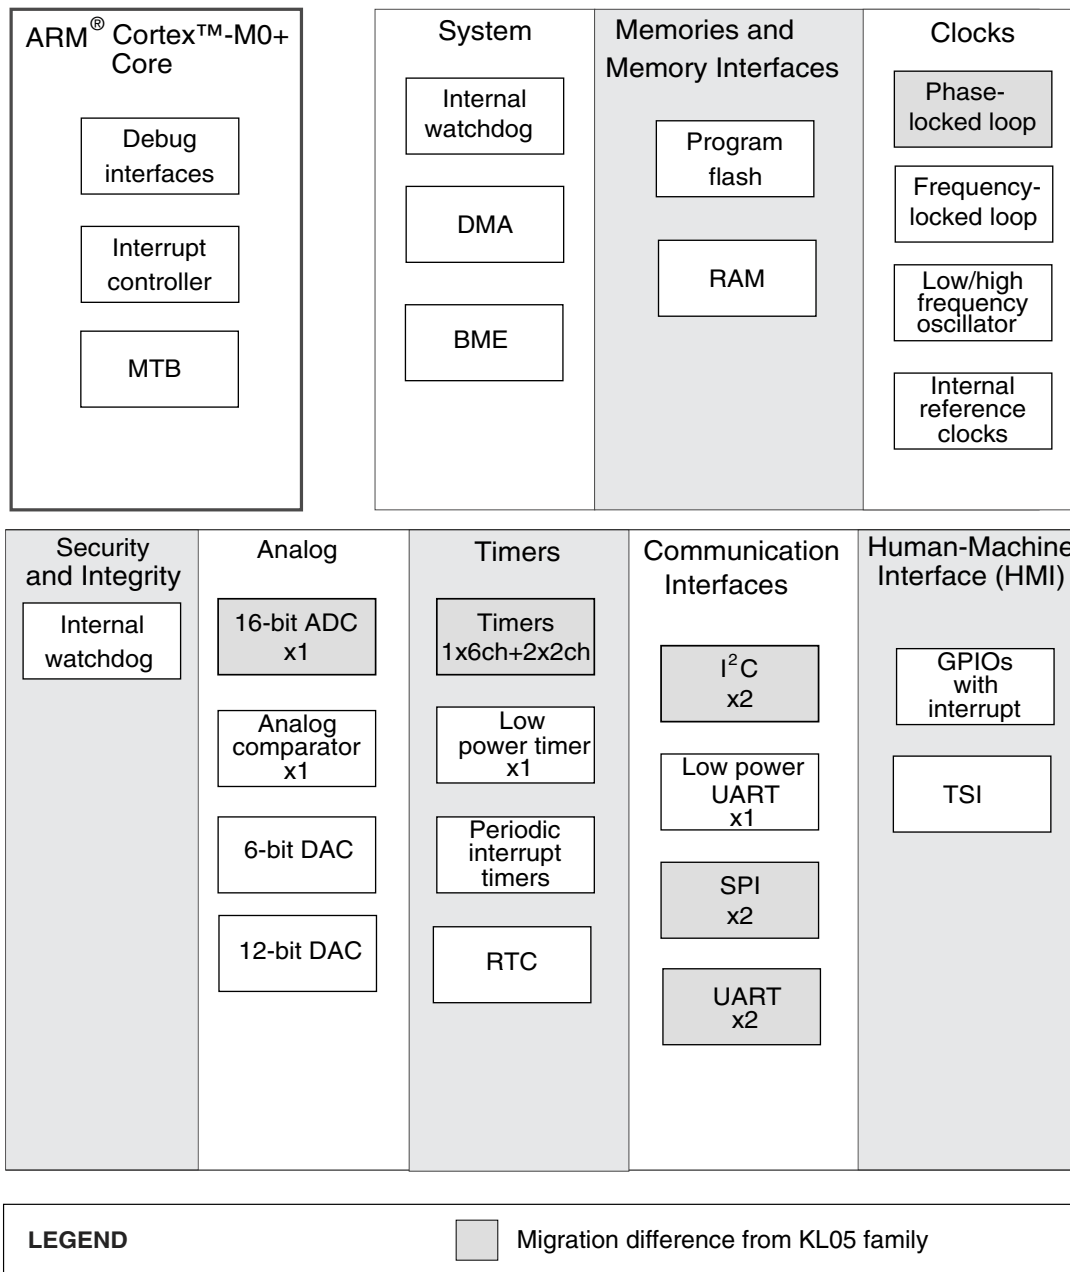 ARM® Cortex™-M0+
Core
Debug
interfaces
Interrupt
controller
MTB
System
Internal
watchdog
DMA
BME
Memories and
Memory Interfaces
Program
flash
RAM
Clocks
Phase-
locked loop
Frequency-
locked loop
Low/high
frequency
oscillator
Internal
reference
clocks
Security
and Integrity
Internal
watchdog
Analog
16-bit ADC
x1
Analog
comparator
x1
6-bit DAC
12-bit DAC
Timers
Timers
1x6ch+2x2ch
Low
power timer
x1
Periodic
interrupt
timers
RTC
Communication
Interfaces
I²C
x2
Low power
UART
x1
SPI
x2
UART
x2
Human-Machine
Interface (HMI)
GPIOs
with
interrupt
TSI
LEGEND
Migration difference from KL05 family